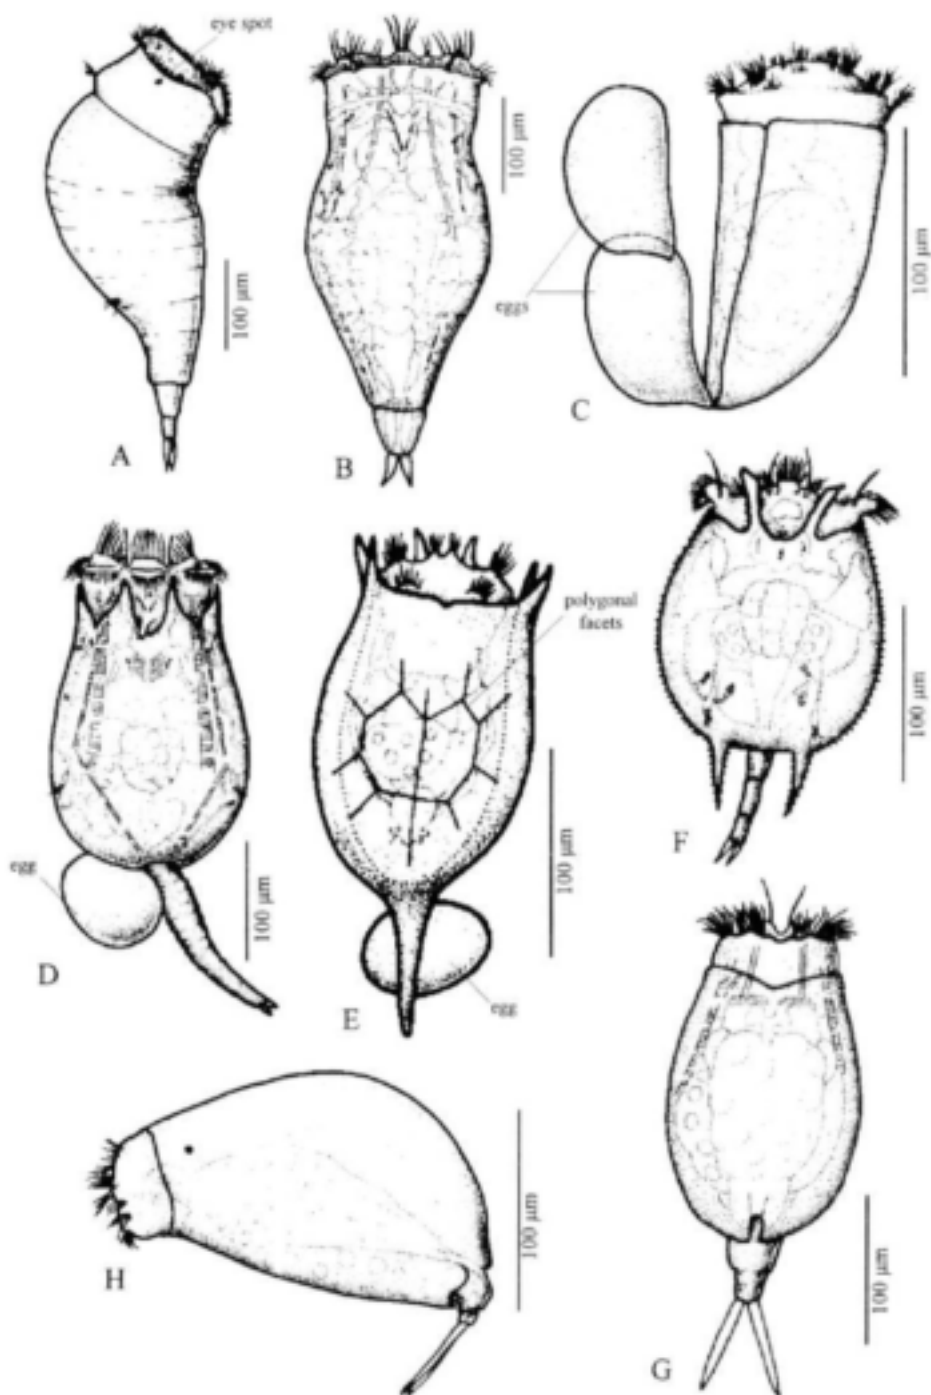 eye spot
100 μm
A
100 μm
B
eggs
100 μm
C
egg
100 μm
D
polygonal
facets
100 μm
egg
E
100 μm
F
100 μm
H
100 μm
G